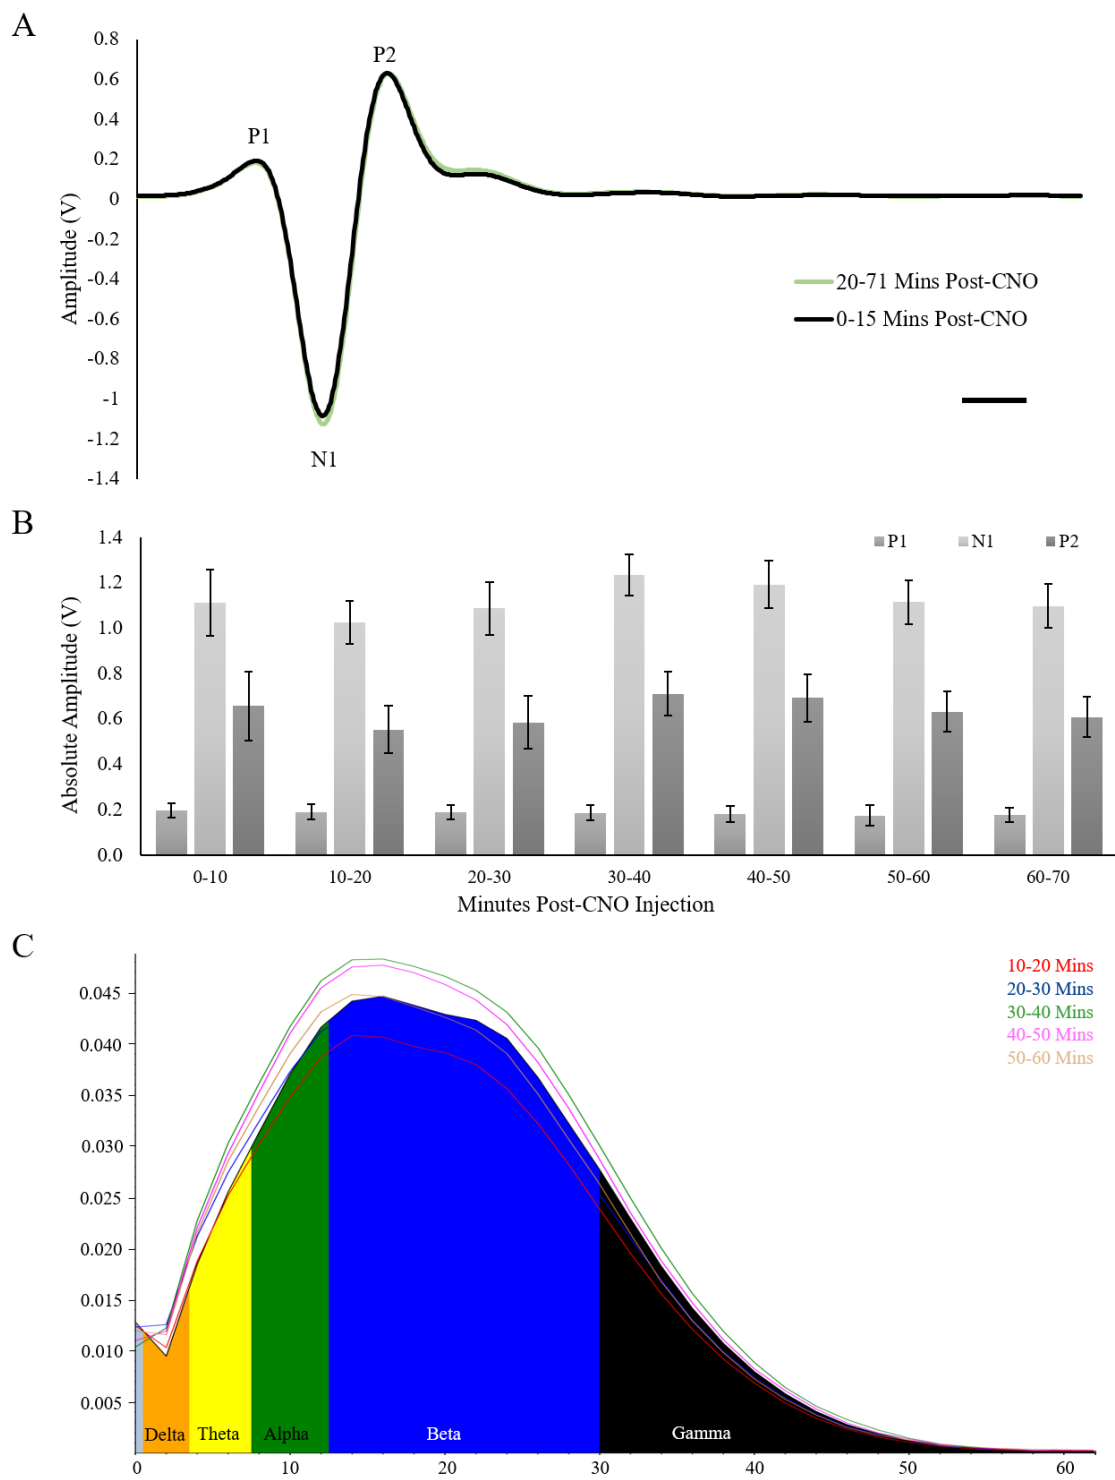 A
0.8
0.6
0.4
0.2
0
-0.2
-0.4
-0.6
-0.8
-1
-1.2
-1.4
Amplitude (V)
P1
P2
N1
20-71 Mins Post-CNO
0-15 Mins Post-CNO
B
1.4
1.2
1.0
0.8
0.6
0.4
0.2
0.0
Absolute Amplitude (V)
P1 N1 P2
0-10 10-20 20-30 30-40 40-50 50-60 60-70
Minutes Post-CNO Injection
C
0.045
0.040
0.035
0.030
0.025
0.020
0.015
0.010
0.005
10-20 Mins
20-30 Mins
30-40 Mins
40-50 Mins
50-60 Mins
Delta Theta Alpha Beta Gamma
0 10 20 30 40 50 60